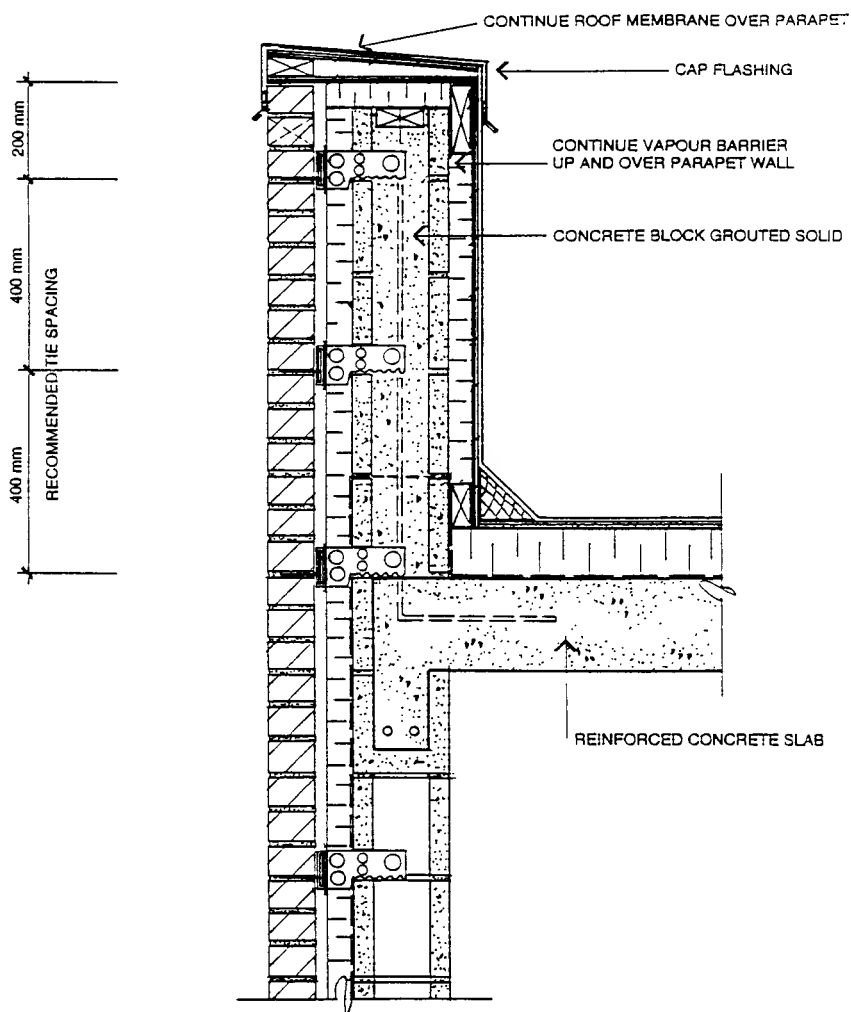 CONTINUE ROOF MEMBRANE OVER PARAPET
CAP FLASHING
CONTINUE VAPOUR BARRIER
UP AND OVER PARAPET WALL
CONCRETE BLOCK GROUTED SOLID
200 mm
400 mm
400 mm
RECOMMENDED TIE SPACING
REINFORCED CONCRETE SLAB